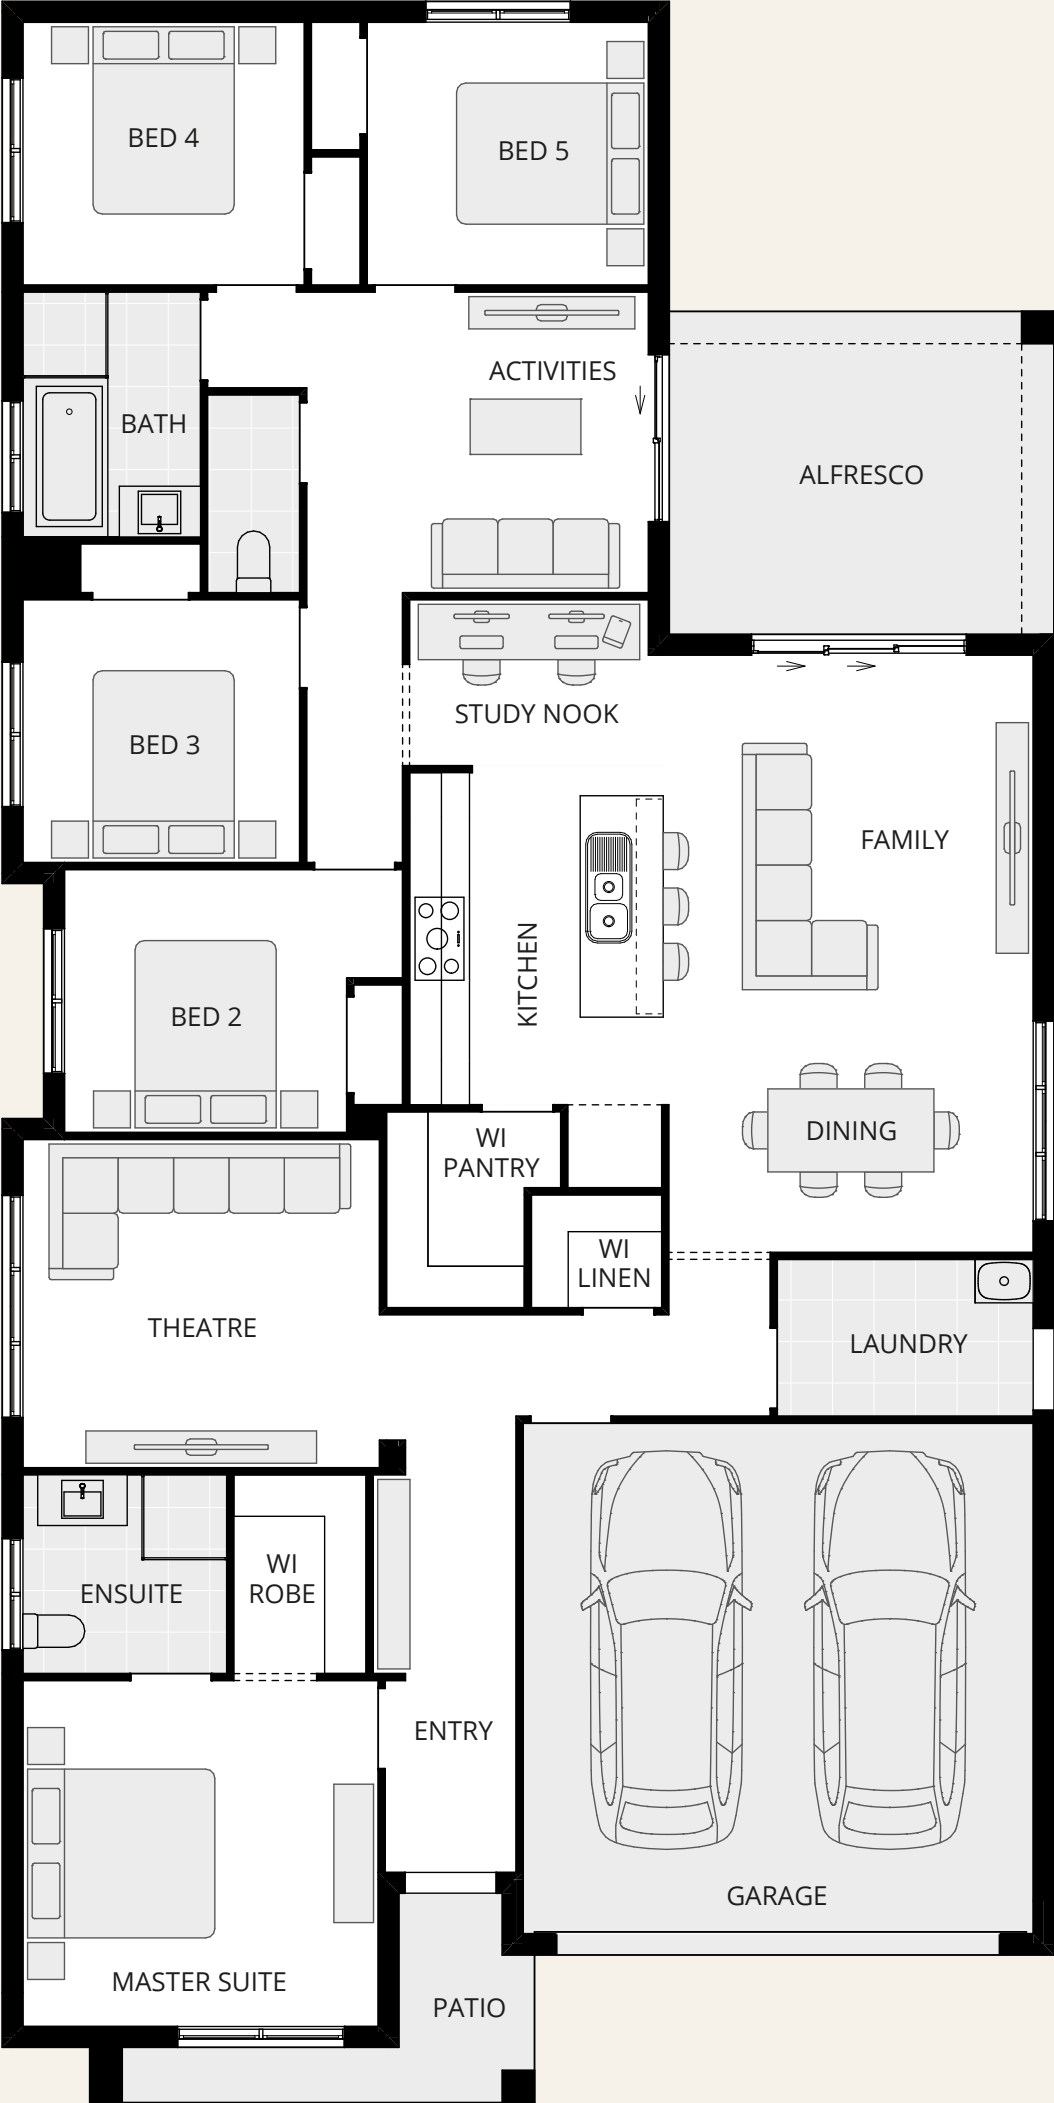 BED 4
BED 5
ACTIVITIES
BATH
ALFRESCO
STUDY NOOK
BED 3
FAMILY
KITCHEN
BED 2
DINING
WI
PANTRY
WI
LINEN
THEATRE
LAUNDRY
ENSUITE
WI
ROBE
ENTRY
GARAGE
MASTER SUITE
PATIO